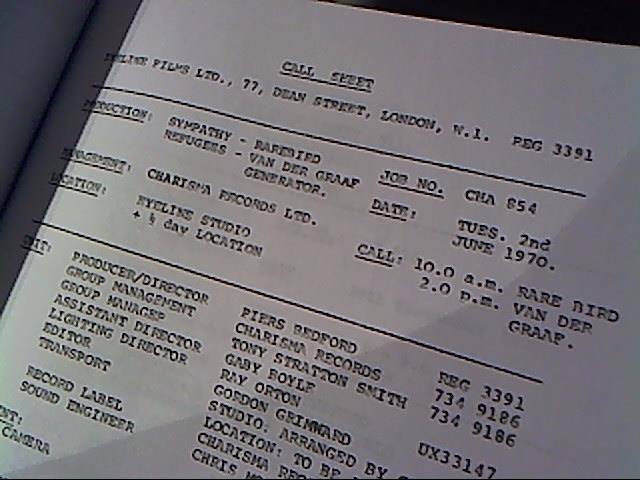 CALL SHEET
EYELINE FILMS LTD., 77, DEAN STREET, LONDON, W.1. REG 3391
PRODUCTION: SYMPATHY - RAREBIRD
REFUGEES - VAN DER GRAAF
GENERATOR.
JOB NO. CHA 854
MANAGEMENT: CHARISMA RECORDS LTD.
DATE: TUES. 2nd
JUNE 1970.
LOCATION: EYELINE STUDIO
+ ½ day LOCATION
CALL: 10.0 a.m. RARE BIRD
2.0 p.m. VAN DER
GRAAF.
UNIT:
PRODUCER/DIRECTOR PIERS BEDFORD REG 3391
GROUP MANAGEMENT CHARISMA RECORDS 734 9186
GROUP MANAGER TONY STRATTON SMITH 734 9186
ASSISTANT DIRECTOR GABY BOYLE
LIGHTING DIRECTOR RAY ORTON UX33147
EDITOR GORDON GRIMWARD
TRANSPORT STUDIO: ARRANGED BY
LOCATION: TO BE
RECORD LABEL CHARISMA
SOUND ENGINEER CHRIS
CAMERA